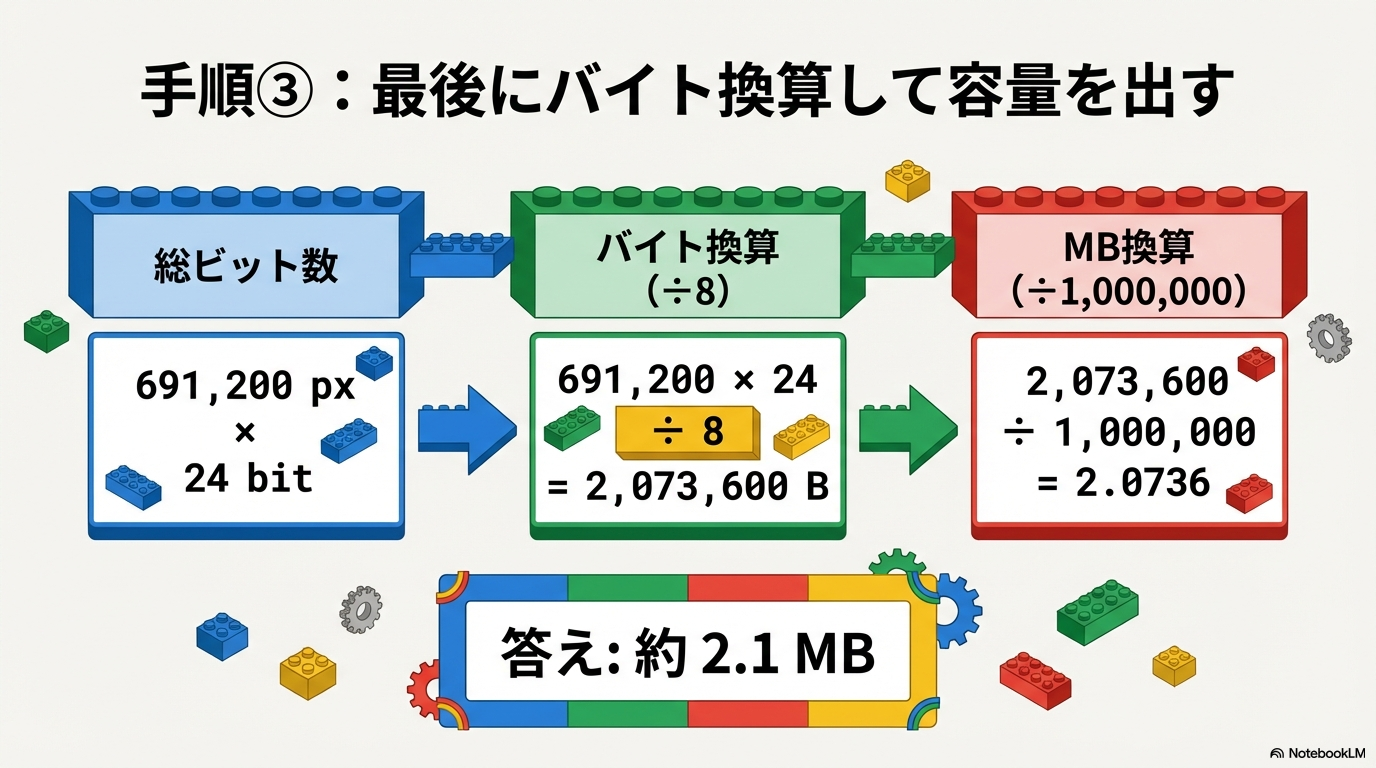 手順③：最後にバイト換算して容量を出す
総ビット数
691,200 px
×
24 bit
バイト換算
（÷8）
691,200 × 24
÷ 8
= 2,073,600 B
MB換算
（÷1,000,000）
2,073,600
÷ 1,000,000
= 2.0736
答え: 約 2.1 MB
NotebookLM